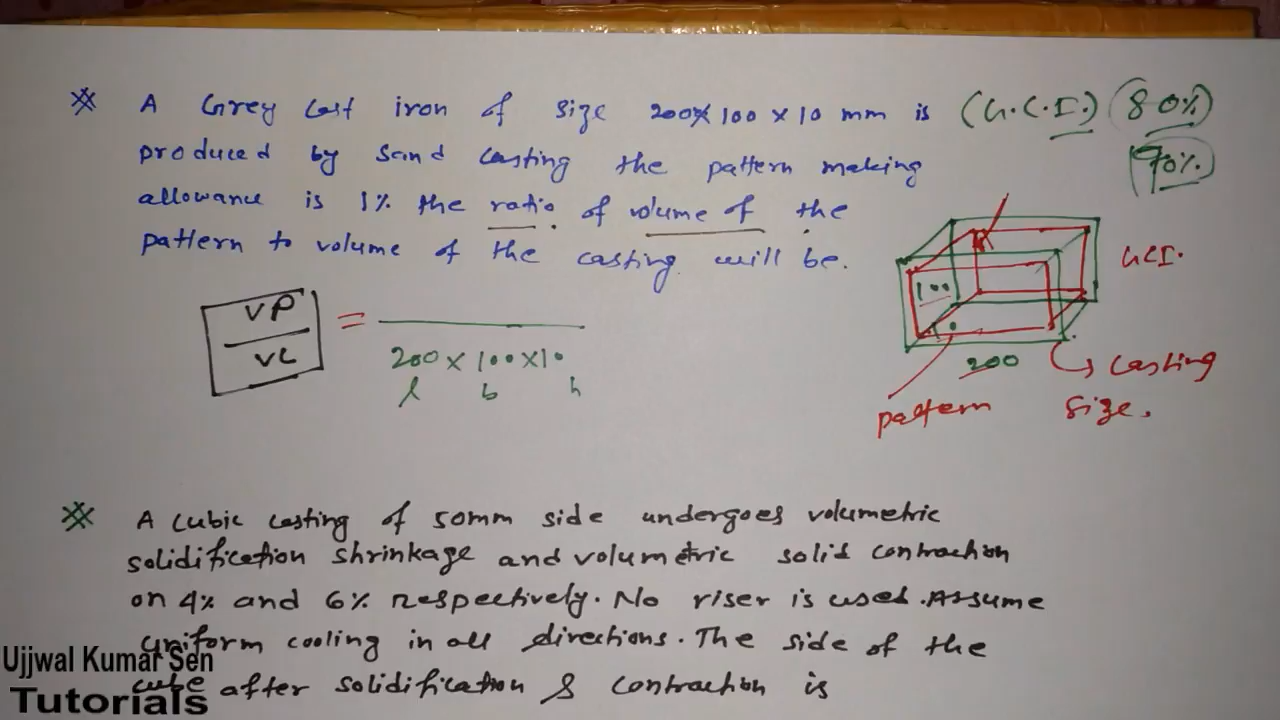 ※ A Grey Cast iron of size 200 x 100 x 10 mm is (G.C.I.) (80%)
produced by sand casting the pattern making 90%.
allowance is 1% the ratio of volume of the
pattern to volume of the casting will be.
G.C.I.
100
VP
VC
=
200 x 100 x 10
l b h
200
casting
size.
pattern
※ A cubic casting of 50mm side undergoes volumetric
solidification shrinkage and volumetric solid contraction
on 4% and 6% respectively. No riser is used. Assume
uniform cooling in all directions. The side of the
cube after solidification & contraction is
Ujjwal Kumar Sen
Tutorials